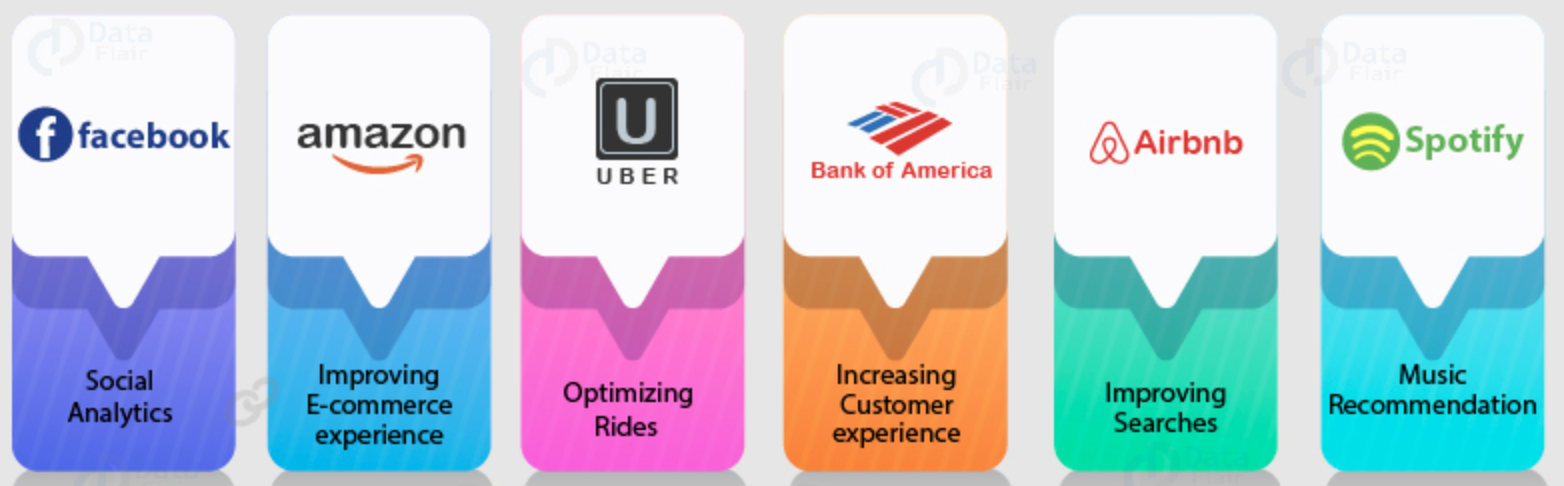 Data
Flair
facebook
Social
Analytics
amazon
Improving
E-commerce
experience
Data
Flair
U
UBER
Optimizing
Rides
Data
Flair
Bank of America
Increasing
Customer
experience
Airbnb
Improving
Searches
Data
Flair
Spotify
Music
Recommendation
Data